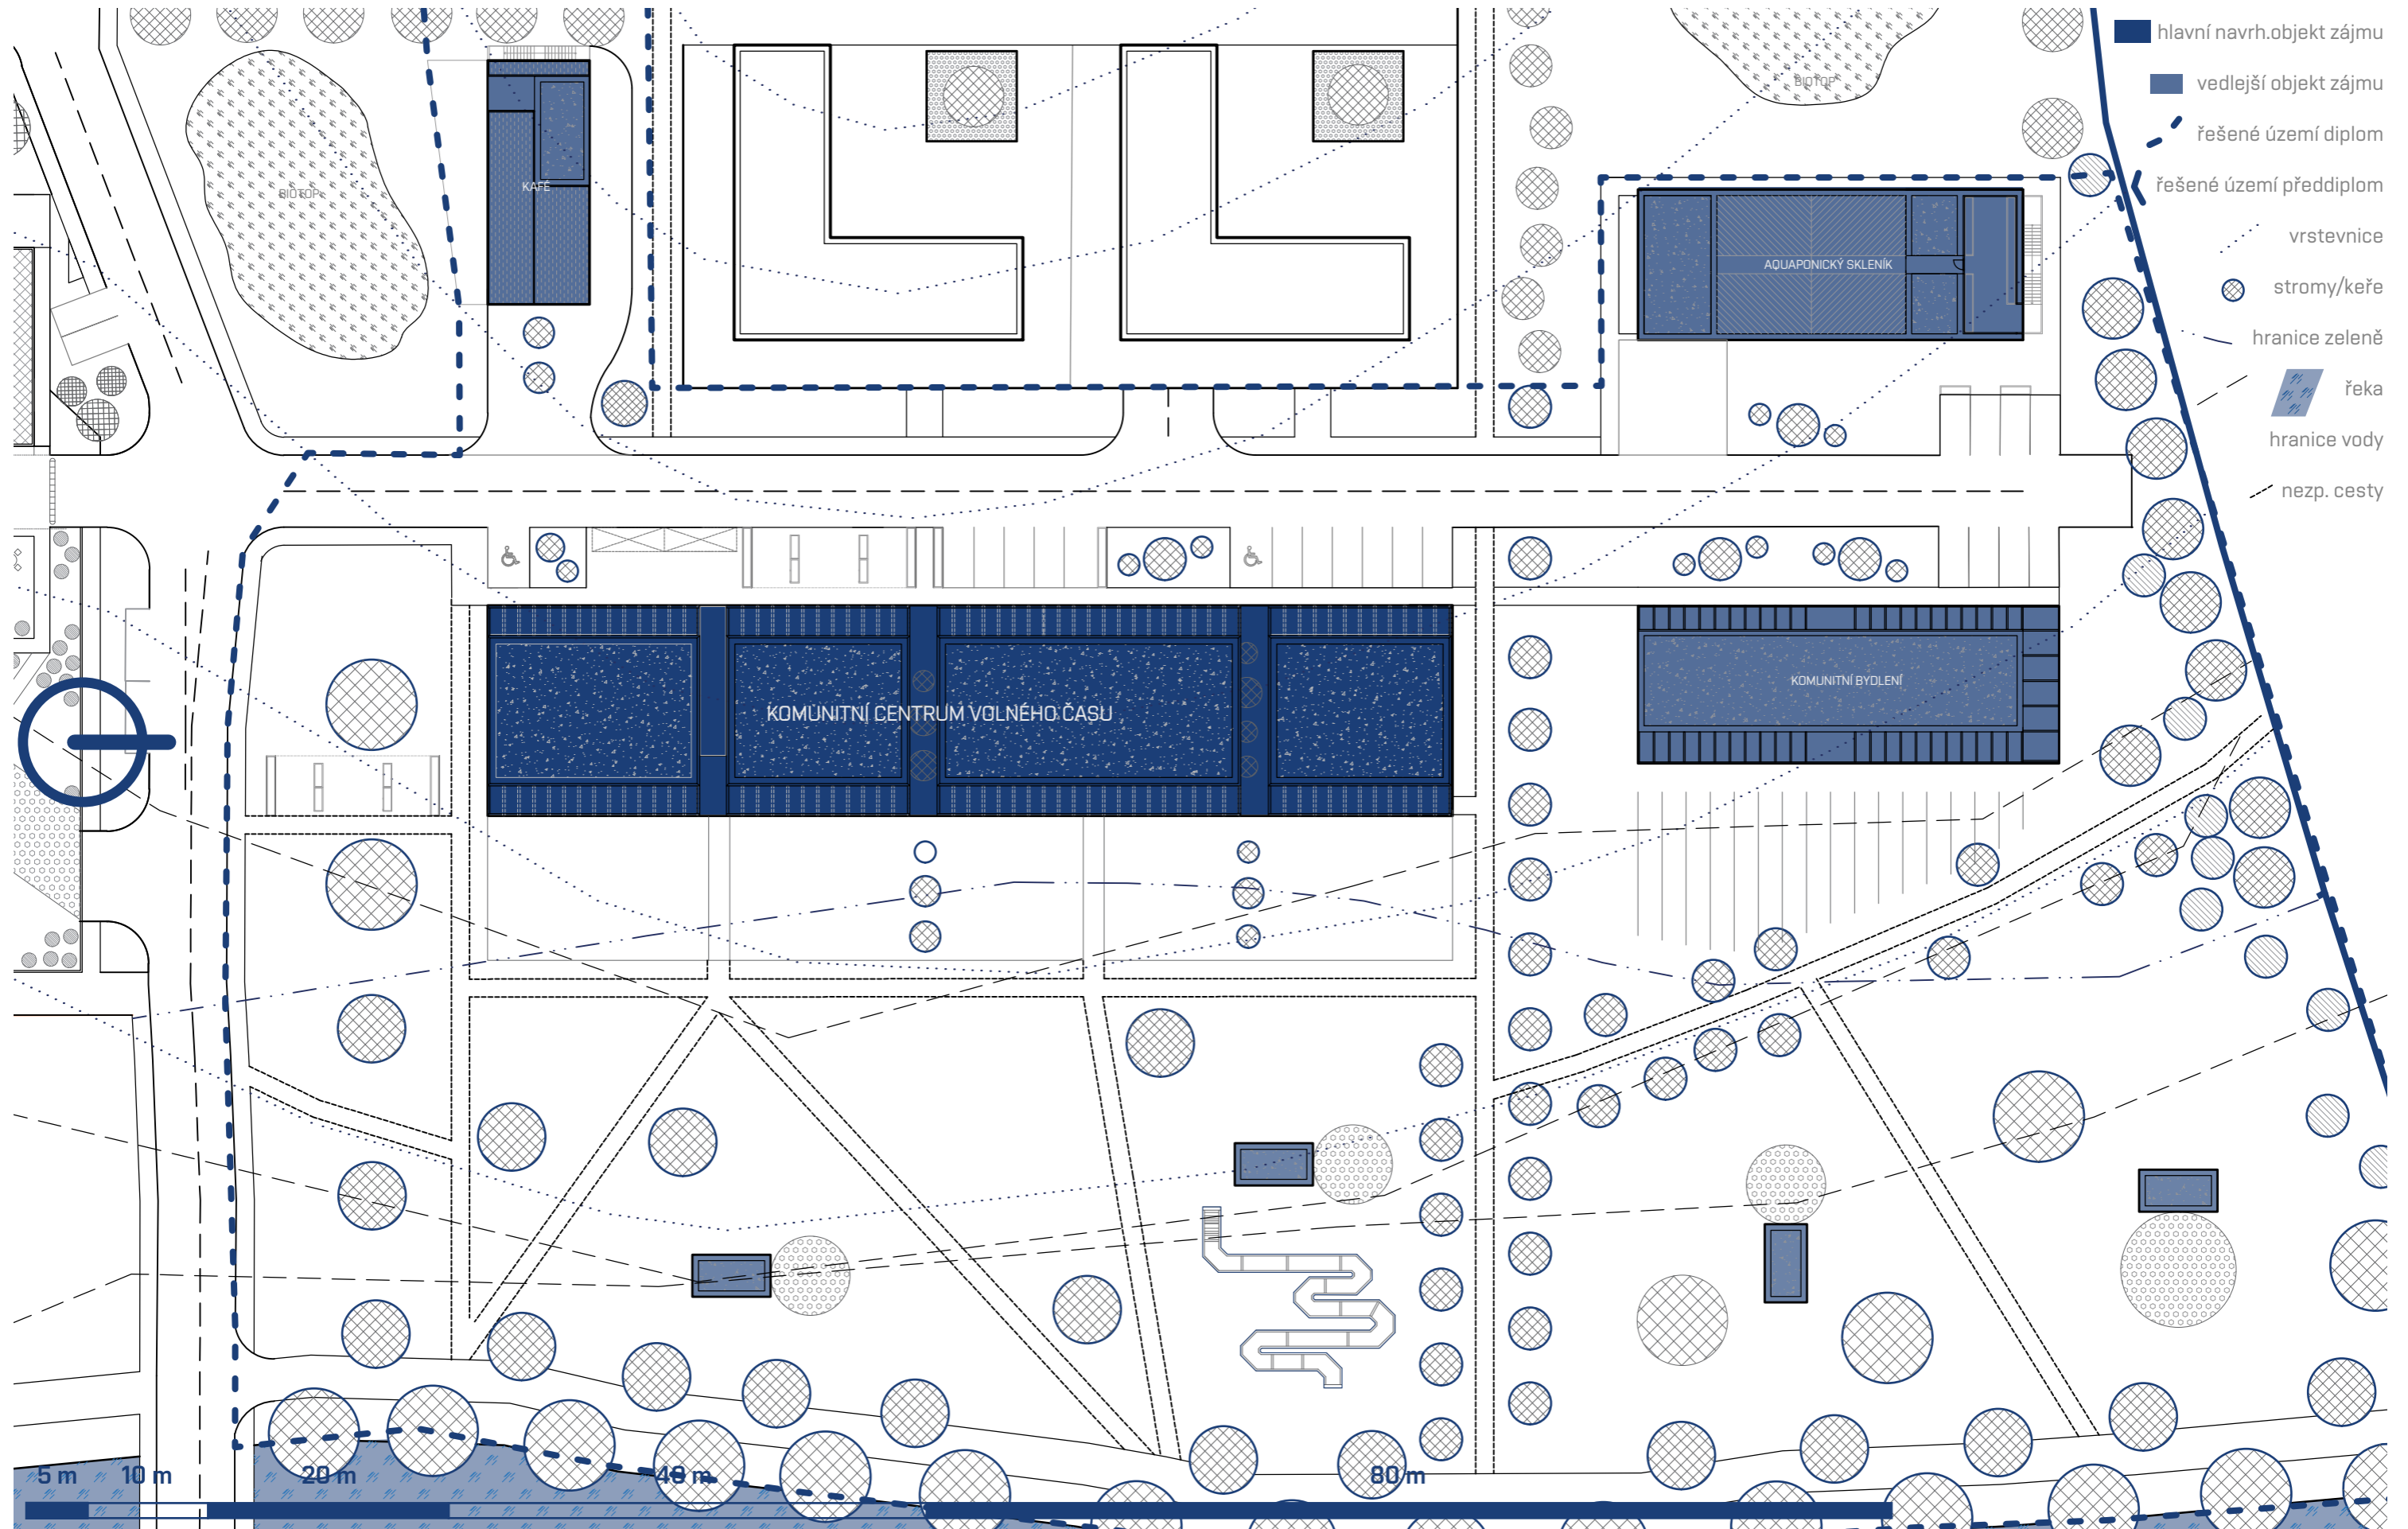 hlavní navrh.objekt zájmu
vedlejší objekt zájmu
řešené území diplom
řešené území předdiplom
vrstevnice
stromy/keře
hranice zeleně
řeka
hranice vody
nezp. cesty
BIOTOP
BIOTOP
KAFÉ
AQUAPONICKÝ SKLENÍK
KOMUNITNÍ BYDLENÍ
KOMUNITNÍ CENTRUM VOLNÉHO ČASU
5 m 10 m 20 m 40 m 80 m